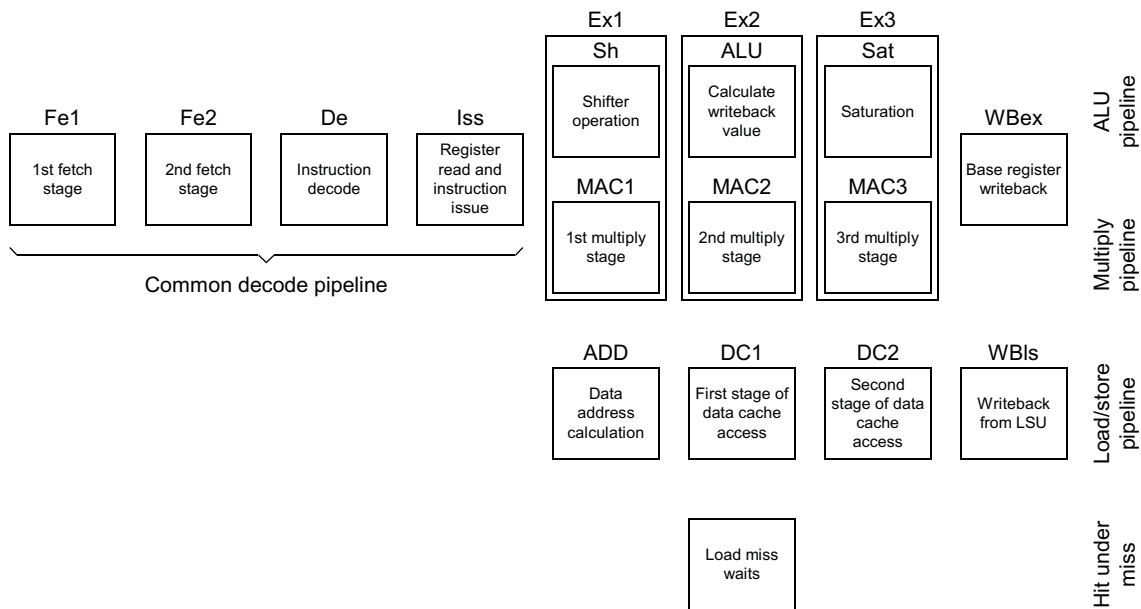 Ex1
Ex2
Ex3
Sh
ALU
Sat
Fe1
Fe2
De
Iss
Shifter
operation
Calculate
writeback
value
Saturation
WBex
ALU
pipeline
1st fetch
stage
2nd fetch
stage
Instruction
decode
Register
read and
instruction
issue
MAC1
MAC2
MAC3
Base register
writeback
1st multiply
stage
2nd multiply
stage
3rd multiply
stage
Multiply
pipeline
Common decode pipeline
ADD
DC1
DC2
WBls
Data
address
calculation
First stage of
data cache
access
Second
stage of data
cache
access
Writeback
from LSU
Load/store
pipeline
Load miss
waits
Hit under
miss